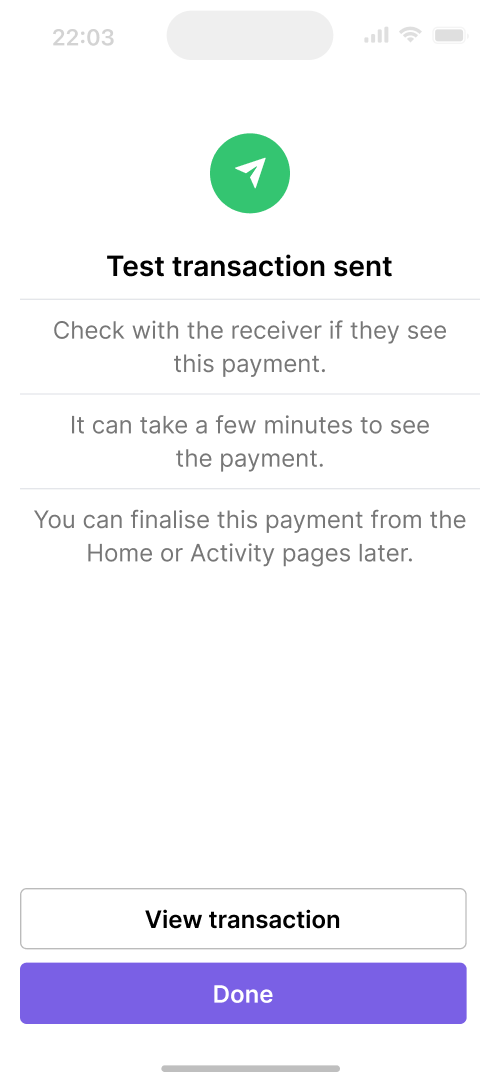 22:03
Test transaction sent
Check with the receiver if they see
this payment.
It can take a few minutes to see
the payment.
You can finalise this payment from the
Home or Activity pages later.
View transaction
Done